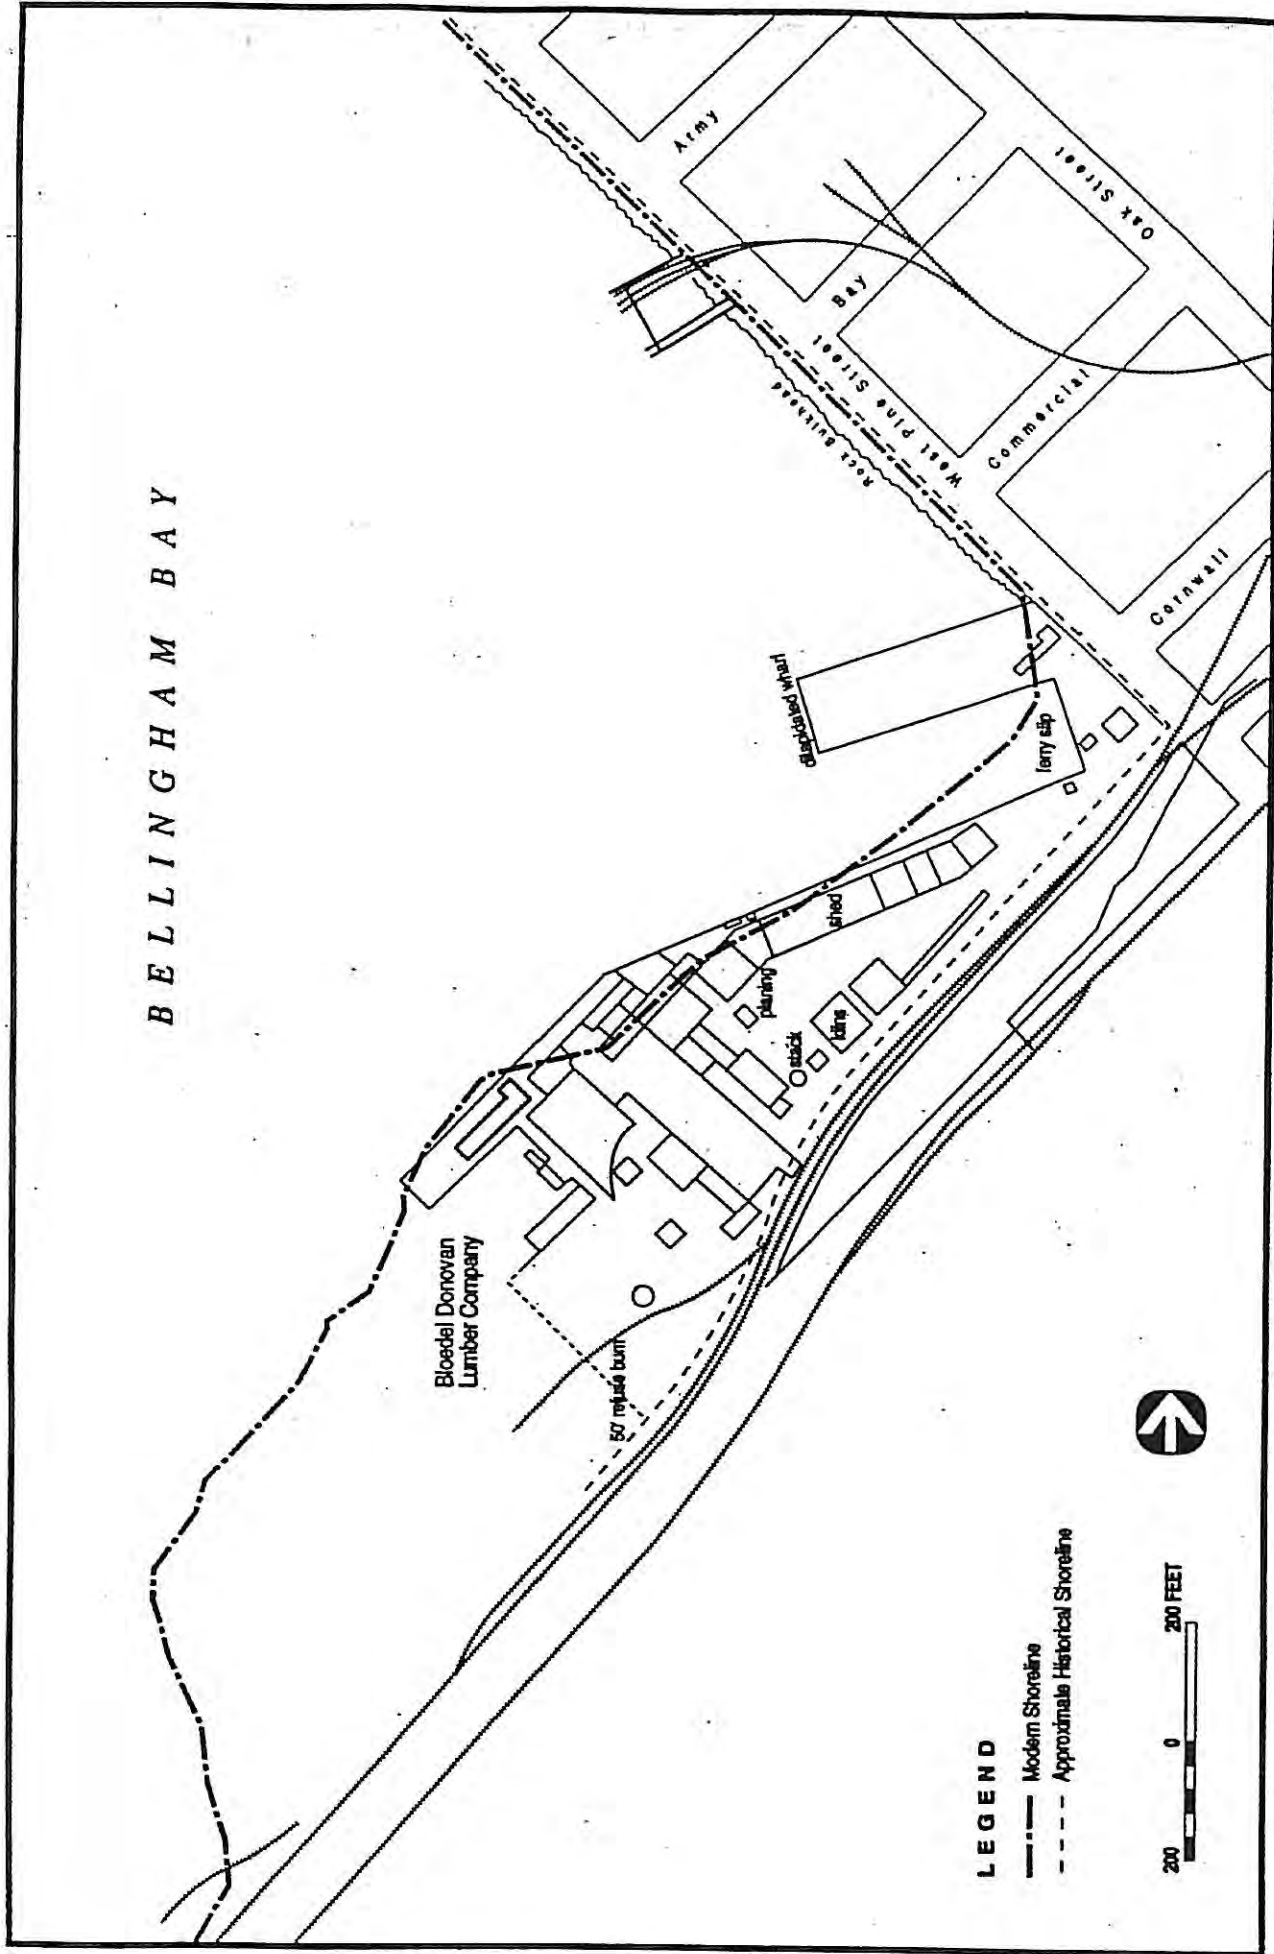 BELLINGHAM BAY
Army
Bay
Commercial
Cornwall
Oak Street
West Pine Street
Rock Bulkhead
dilapidated wharf
ferry slip
shed
planing
kilns
stack
Bloedel Donovan
Lumber Company
50' refuse burn
LEGEND
Modern Shoreline
Approximate Historical Shoreline
200 0 200 FEET